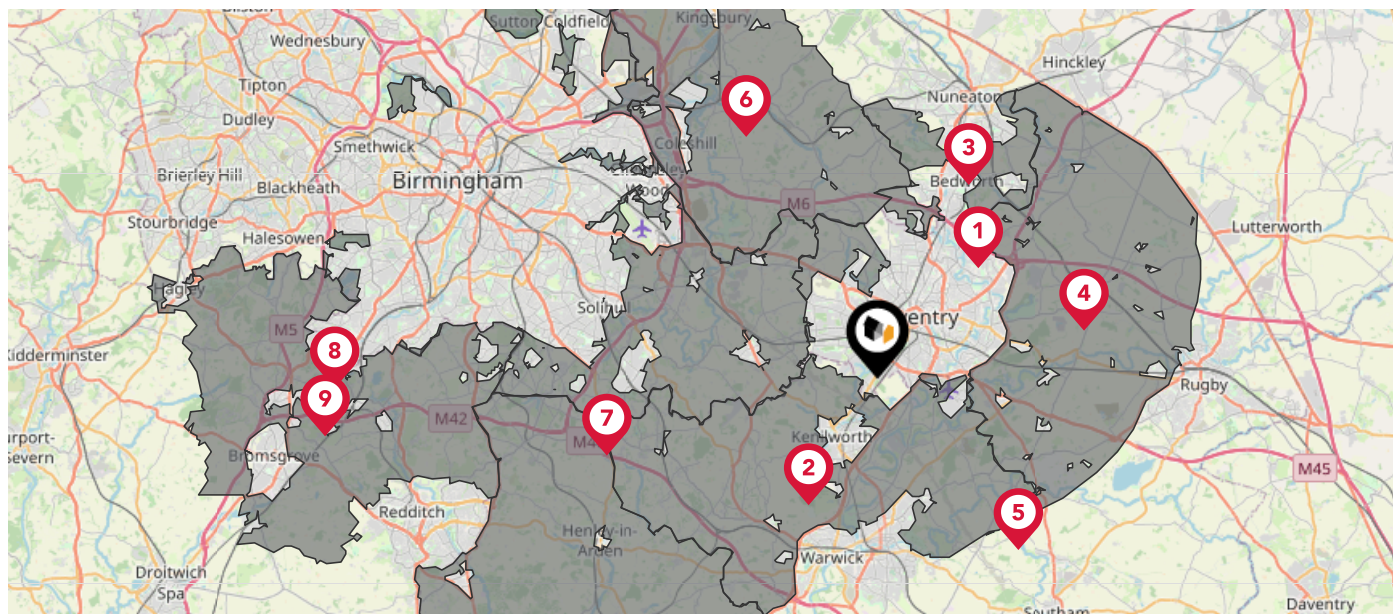 Sutton Coldfield
Kingsbury
Wednesbury
Hinckley
Tipton
Nuneaton
6
Dudley
Smethwick
Coleshill
3
Brierley Hill
Blackheath
Birmingham
Wood
Bedworth
M6
Stourbridge
1
Lutterworth
Halesowen
Hagley
4
Solihull
M5
entry
8
Kidderminster
Rugby
9
M42
7
M4
Kenilworth
Bromsgrove
2
M45
Redditch
5
Henley-in-
Arden
Warwick
Droitwich
Spa
Southam
Daventry